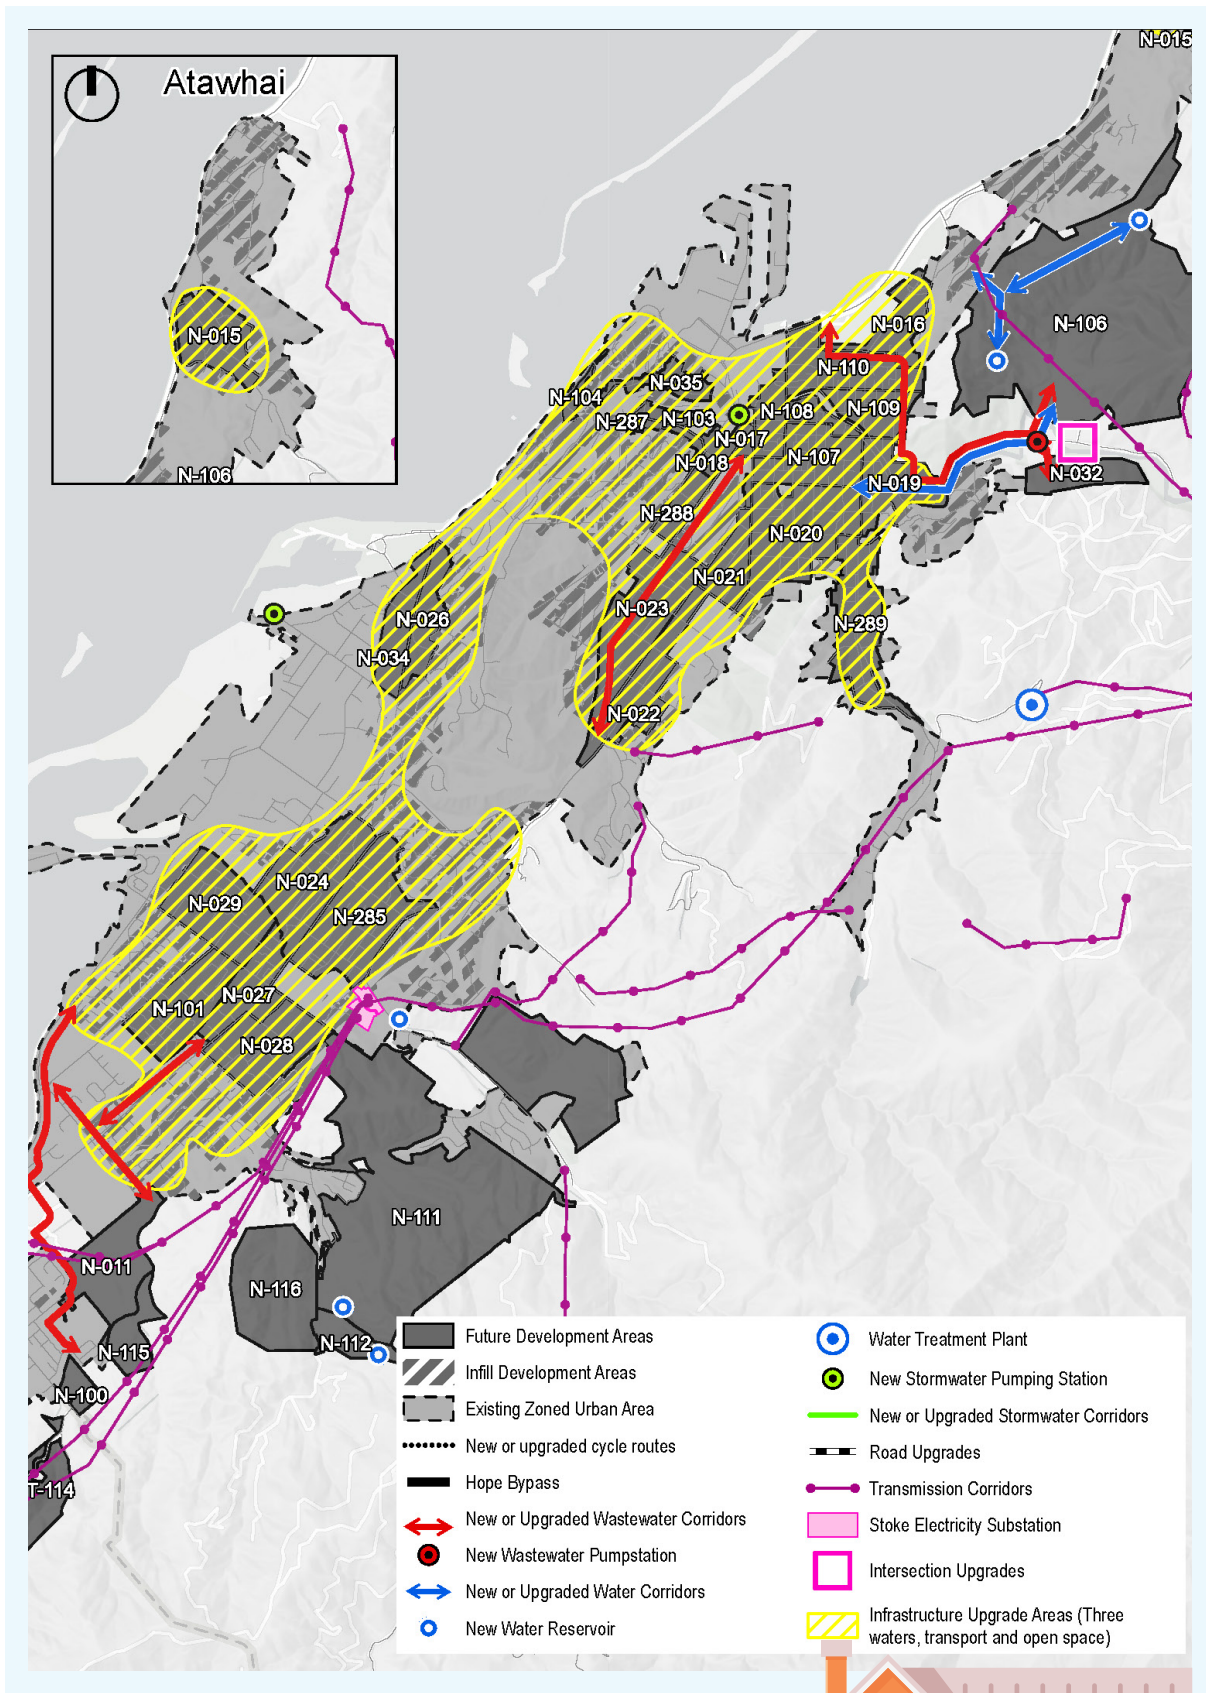 N-015
Atawhai
N-015
N-106
N-016
N-106
N-110
N-035
N-104
N-287
N-103
N-108
N-109
N-017
N-018
N-107
N-019
N-032
N-288
N-020
N-021
N-023
N-026
N-289
N-034
N-022
N-024
N-029
N-285
N-027
N-101
N-028
N-111
N-011
N-116
N-112
N-115
N-100
T-114
Future Development Areas
Infill Development Areas
Existing Zoned Urban Area
New or upgraded cycle routes
Hope Bypass
New or Upgraded Wastewater Corridors
New Wastewater Pumpstation
New or Upgraded Water Corridors
New Water Reservoir
Water Treatment Plant
New Stormwater Pumping Station
New or Upgraded Stormwater Corridors
Road Upgrades
Transmission Corridors
Stoke Electricity Substation
Intersection Upgrades
Infrastructure Upgrade Areas (Three
waters, transport and open space)